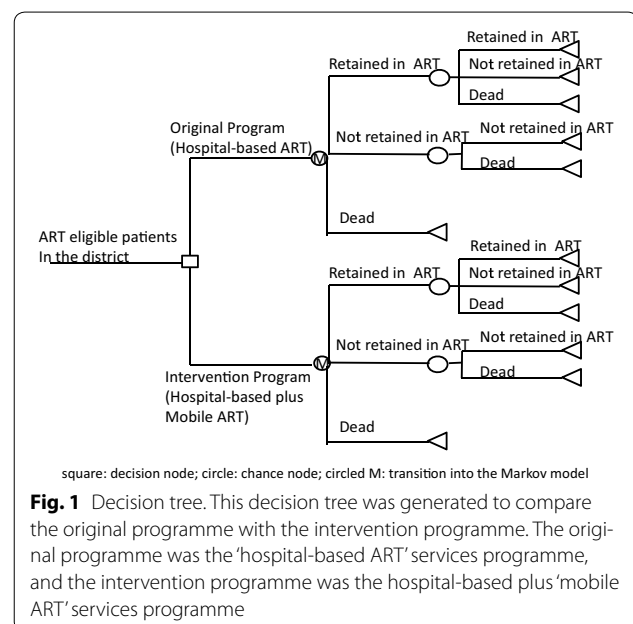 Retained in ART
Retained in ART
Not retained in ART
Dead
Original Program
(Hospital-based ART)
M
Not retained in ART
Not retained in ART
Dead
Dead
ART eligible patients
In the district
Retained in ART
Retained in ART
Not retained in ART
Dead
Intervention Program
(Hospital-based plus
Mobile ART)
M
Not retained in ART
Not retained in ART
Dead
Dead
square: decision node; circle: chance node; circled M: transition into the Markov model
Fig. 1 Decision tree. This decision tree was generated to compare
the original programme with the intervention programme. The origi-
nal programme was the ‘hospital-based ART’ services programme,
and the intervention programme was the hospital-based plus ‘mobile
ART’ services programme